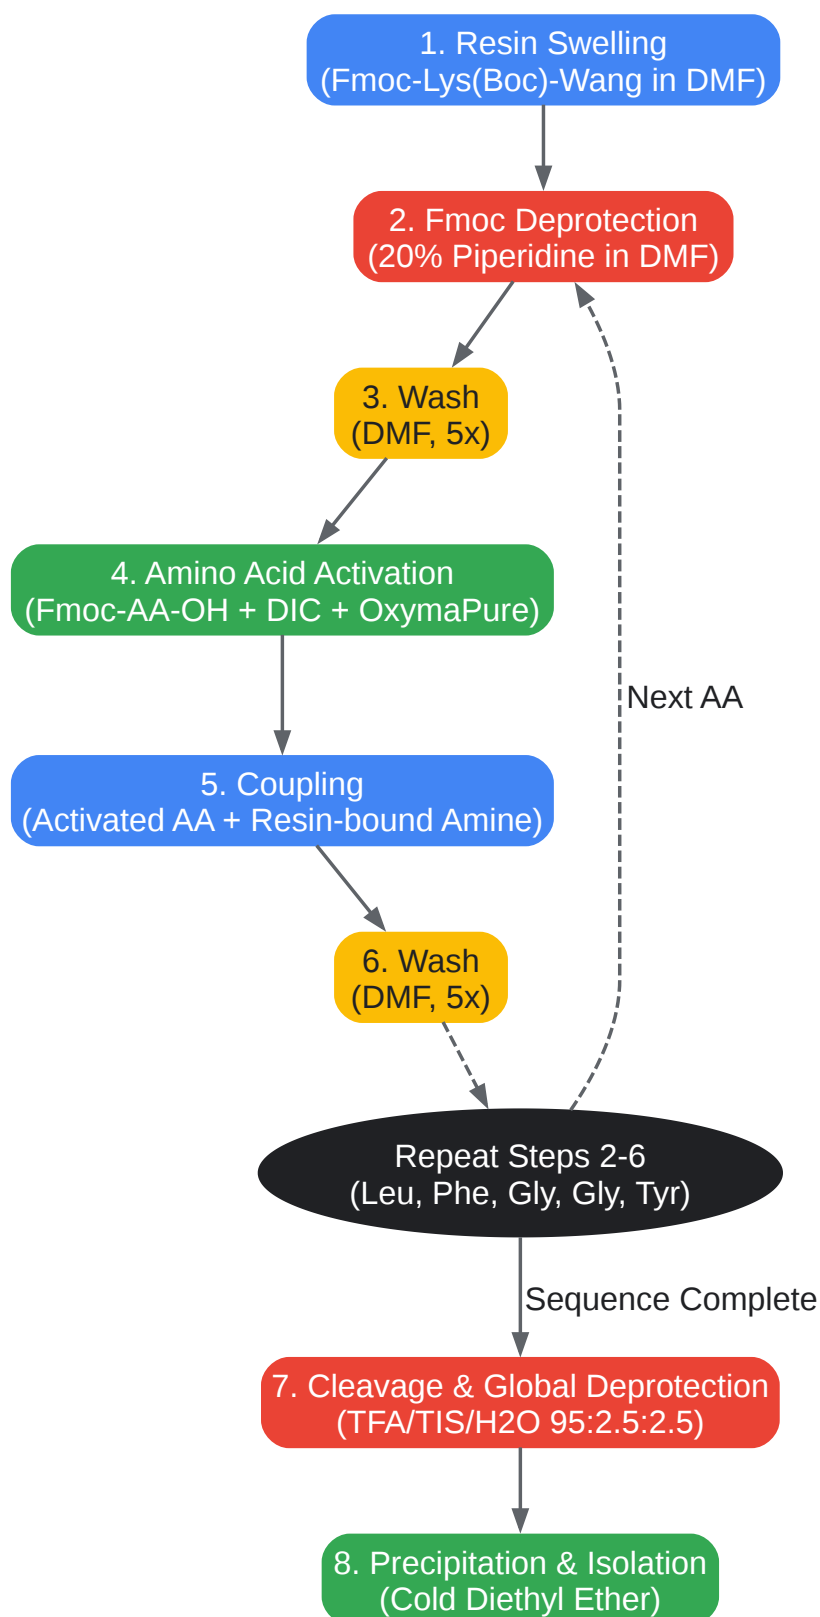 1. Resin Swelling
(Fmoc-Lys(Boc)-Wang in DMF)
2. Fmoc Deprotection
(20% Piperidine in DMF)
3. Wash
(DMF, 5x)
4. Amino Acid Activation
(Fmoc-AA-OH + DIC + OxymaPure)
Next AA
5. Coupling
(Activated AA + Resin-bound Amine)
6. Wash
(DMF, 5x)
Repeat Steps 2-6
(Leu, Phe, Gly, Gly, Tyr)
Sequence Complete
7. Cleavage & Global Deprotection
(TFA/TIS/H2O 95:2.5:2.5)
8. Precipitation & Isolation
(Cold Diethyl Ether)